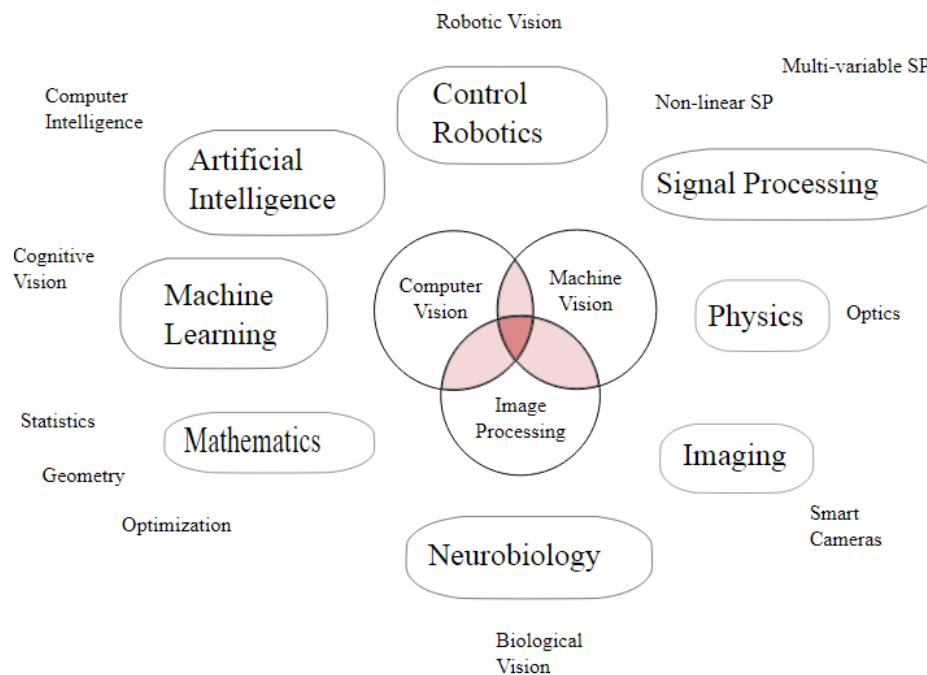 Robotic Vision
Multi-variable SP
Computer
Intelligence
Control
Robotics
Non-linear SP
Artificial
Intelligence
Signal Processing
Cognitive
Vision
Machine
Learning
Computer
Vision
Machine
Vision
Physics
Optics
Image
Processing
Statistics
Mathematics
Geometry
Imaging
Optimization
Smart
Cameras
Neurobiology
Biological
Vision